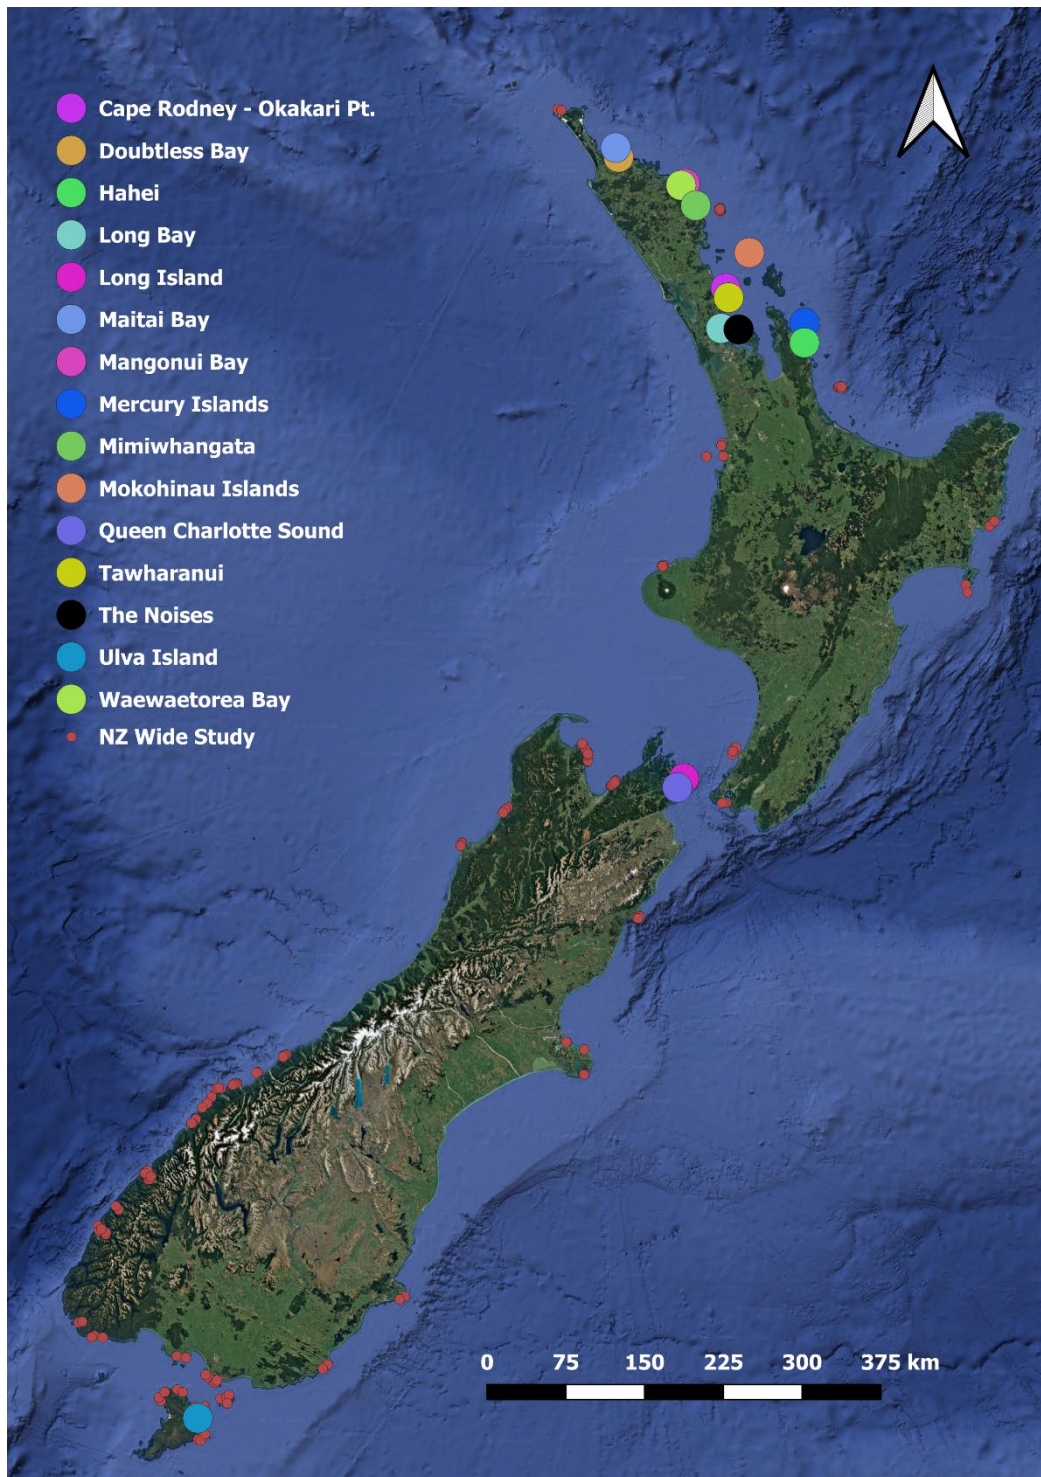 Cape Rodney - Okakari Pt.
Doubtless Bay
Hahei
Long Bay
Long Island
Maitai Bay
Mangonui Bay
Mercury Islands
Mimiwhangata
Mokohinau Islands
Queen Charlotte Sound
Tawharanui
The Noises
Ulva Island
Waewaetorea Bay
NZ Wide Study
0 75 150 225 300 375 km